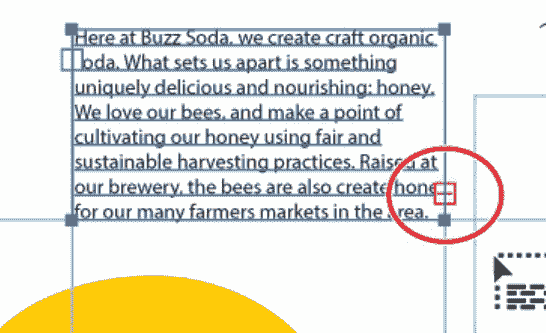 Here at Buzz Soda, we create craft organic
soda. What sets us apart is something
uniquely delicious and nourishing: honey.
We love our bees, and make a point of
cultivating our honey using fair and
sustainable harvesting practices. Raised at
our brewery, the bees are also create hone
for our many farmers markets in the area.